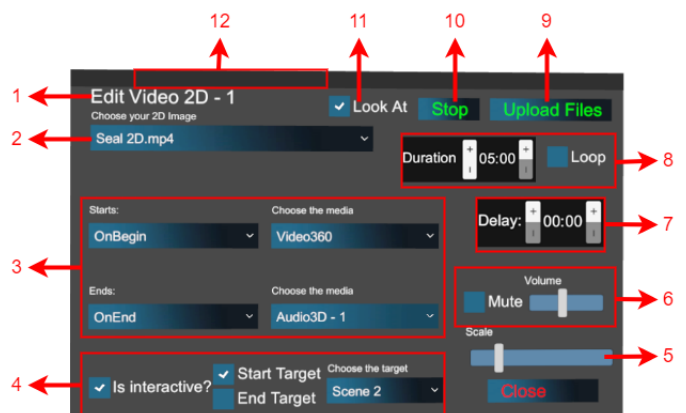 12
11
10
9
1
Edit Video 2D - 1
Choose your 2D Image
Look At
Stop
Upload Files
2
Seal 2D.mp4
Duration
+
05:00
+
Loop
8
Starts:
Choose the media
OnBegin
Video360
Delay:
+
00:00
+
7
3
Ends:
Choose the media
OnEnd
Audio3D - 1
Volume
Mute
6
Scale
5
4
Is interactive?
Start Target
End Target
Choose the target
Scene 2
Close